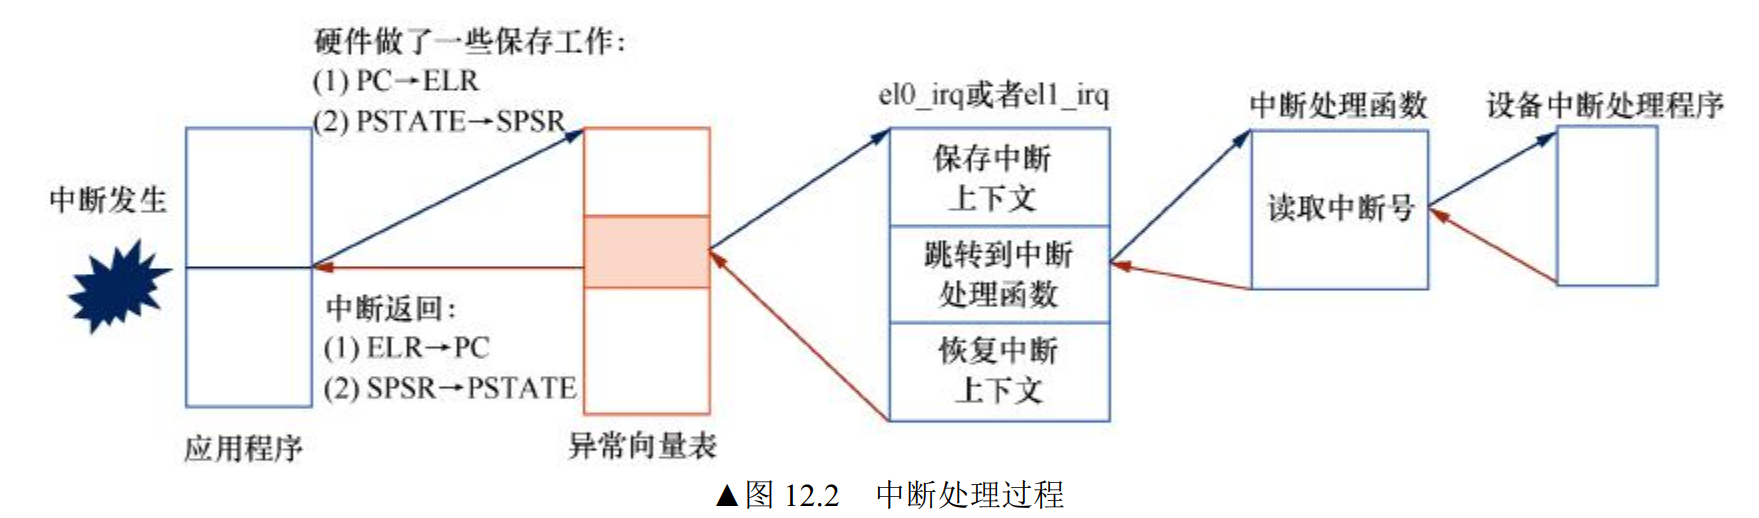 硬件做了一些保存工作：
(1) PC→ELR
(2) PSTATE→SPSR
中断发生
中断返回：
(1) ELR→PC
(2) SPSR→PSTATE
应用程序
异常向量表
el0_irq或者el1_irq
保存中断
上下文
跳转到中断
处理函数
恢复中断
上下文
中断处理函数
读取中断号
设备中断处理程序
▲图 12.2 中断处理过程